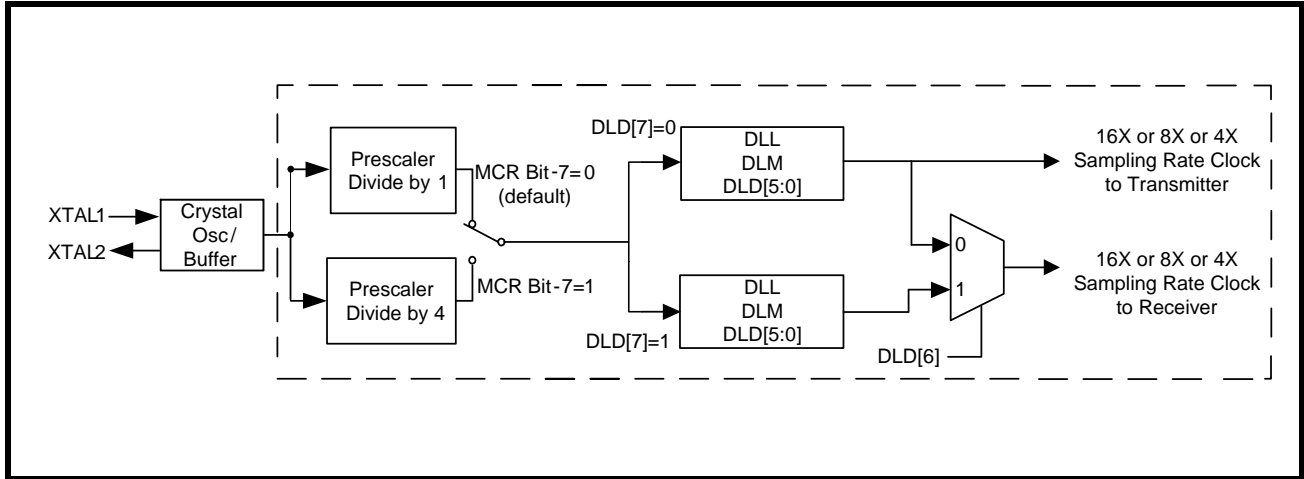 XTAL1
XTAL2
Crystal
Osc/
Buffer
Prescaler
Divide by 1
Prescaler
Divide by 4
MCR Bit-7=0
(default)
MCR Bit-7=1
DLD[7]=0
DLL
DLM
DLD[5:0]
DLD[7]=1
DLL
DLM
DLD[5:0]
0
1
DLD[6]
16X or 8X or 4X
Sampling Rate Clock
to Transmitter
16X or 8X or 4X
Sampling Rate Clock
to Receiver